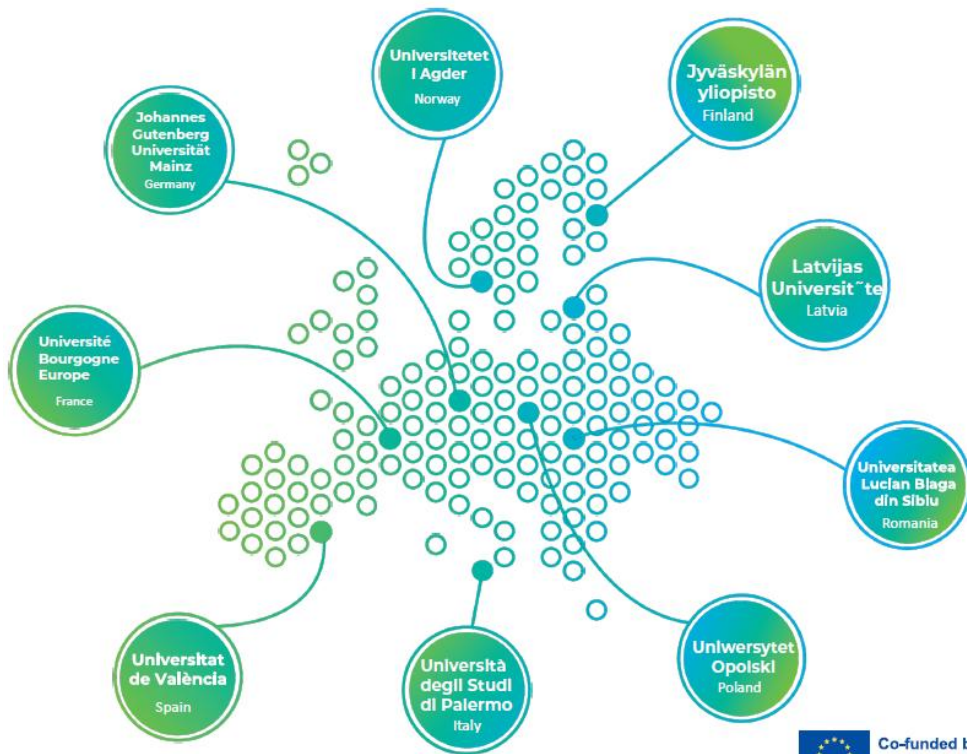 Universitetet
i Agder
Norway
Jyväskylän
yliopisto
Finland
Johannes
Gutenberg
Universität
Mainz
Germany
Latvijas
Universit˜te
Latvia
Université
Bourgogne
Europe
France
Universitatea
Lucian Blaga
din Sibiu
Romania
Universitat
de València
Spain
Università
degli Studi
di Palermo
Italy
Uniwersytet
Opolski
Poland
Co-funded b